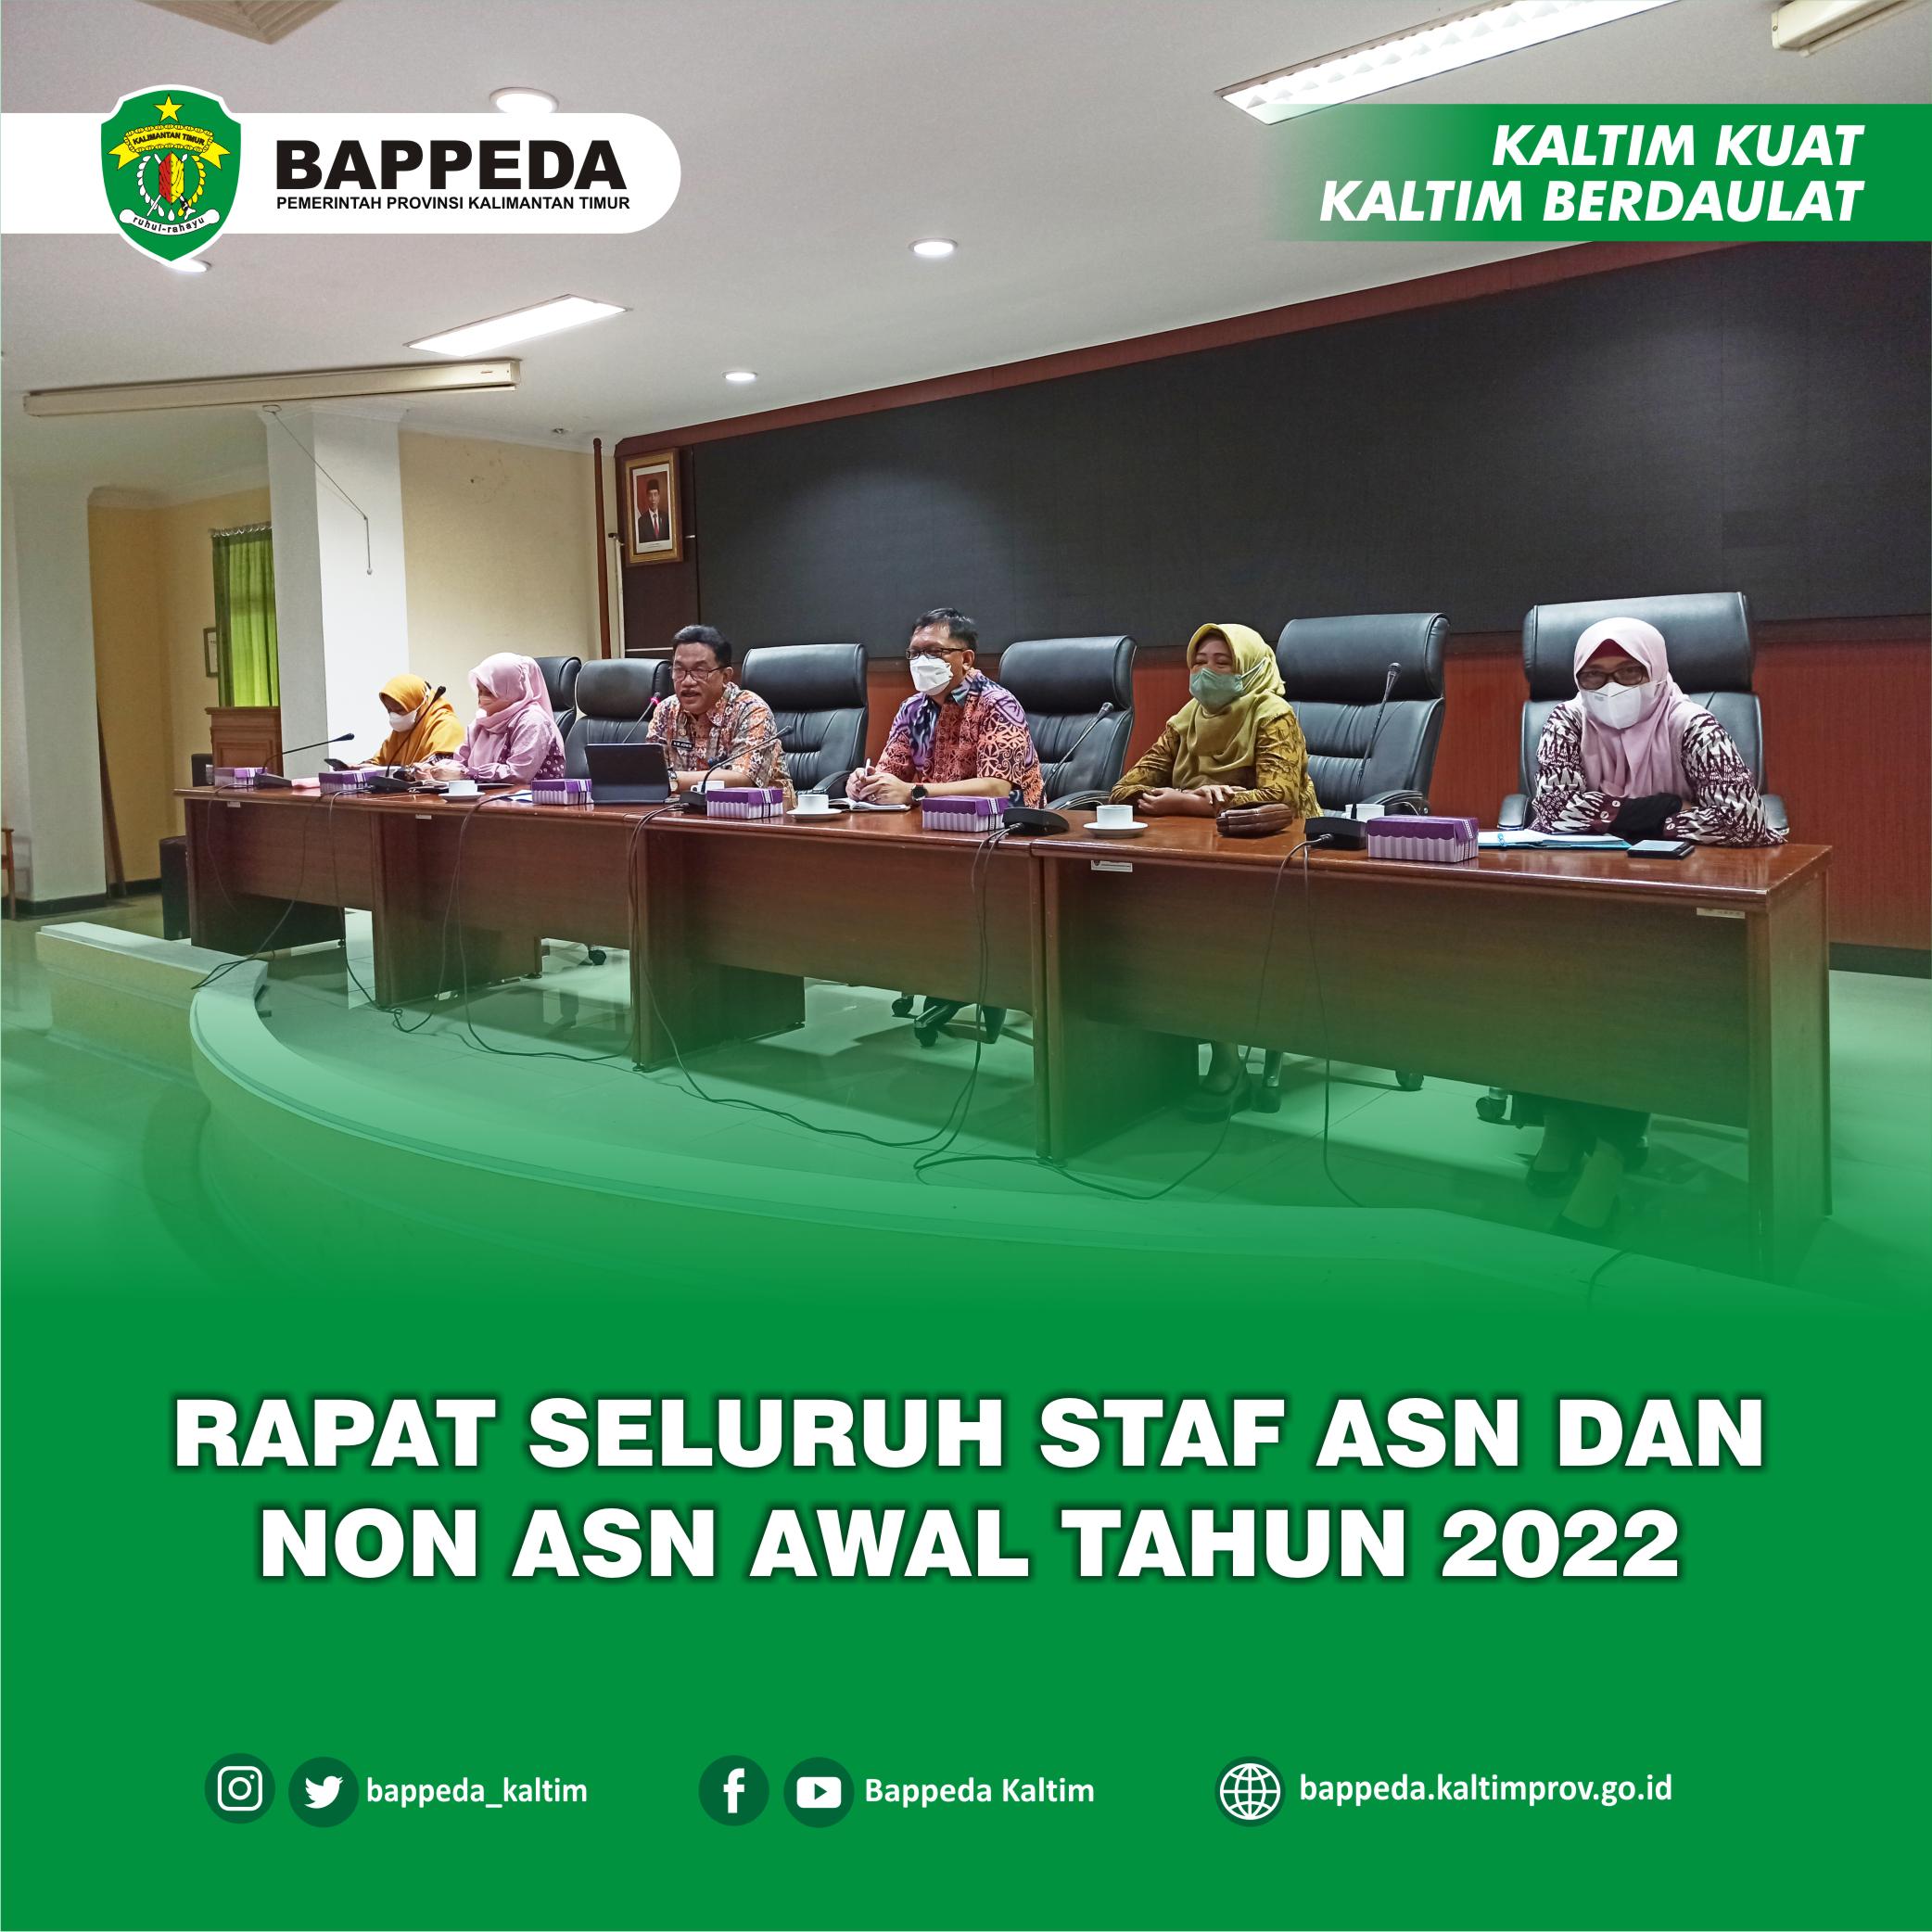 KALIMANTAN TIMUR
ruhui-rahayu
BAPPEDA
PEMERINTAH PROVINSI KALIMANTAN TIMUR
KALTIM KUAT
KALTIM BERDAULAT
RAPAT SELURUH STAF ASN DAN
NON ASN AWAL TAHUN 2022
bappeda_kaltim
Bappeda Kaltim
bappeda.kaltimprov.go.id